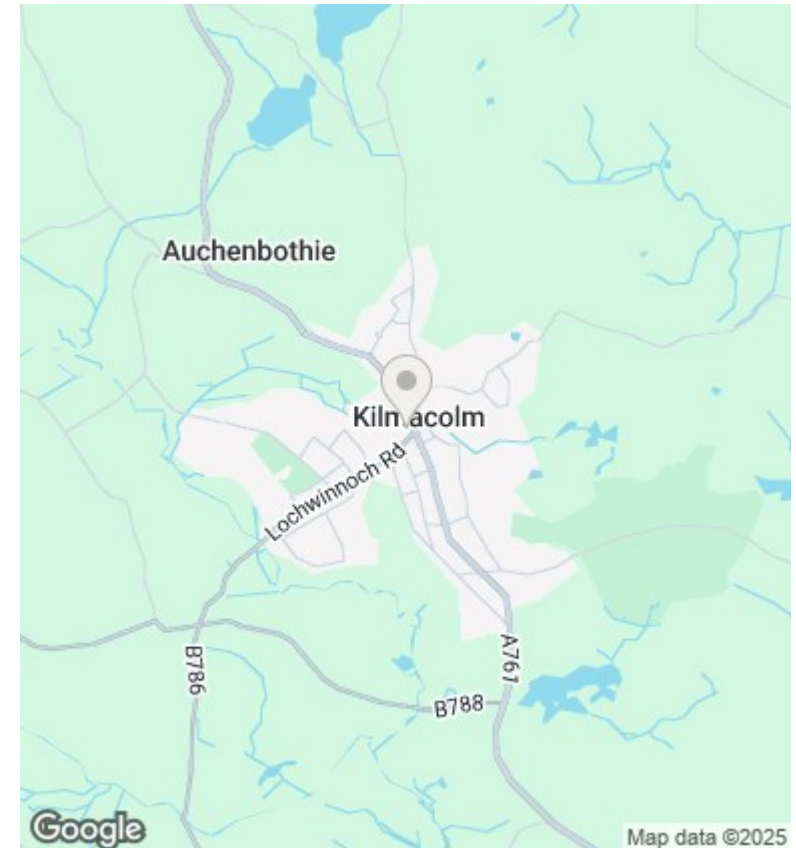 Auchenbothie
Kilmacolm
Lochwinnoch Rd
B786
A761
B788
Google
Map data ©2025